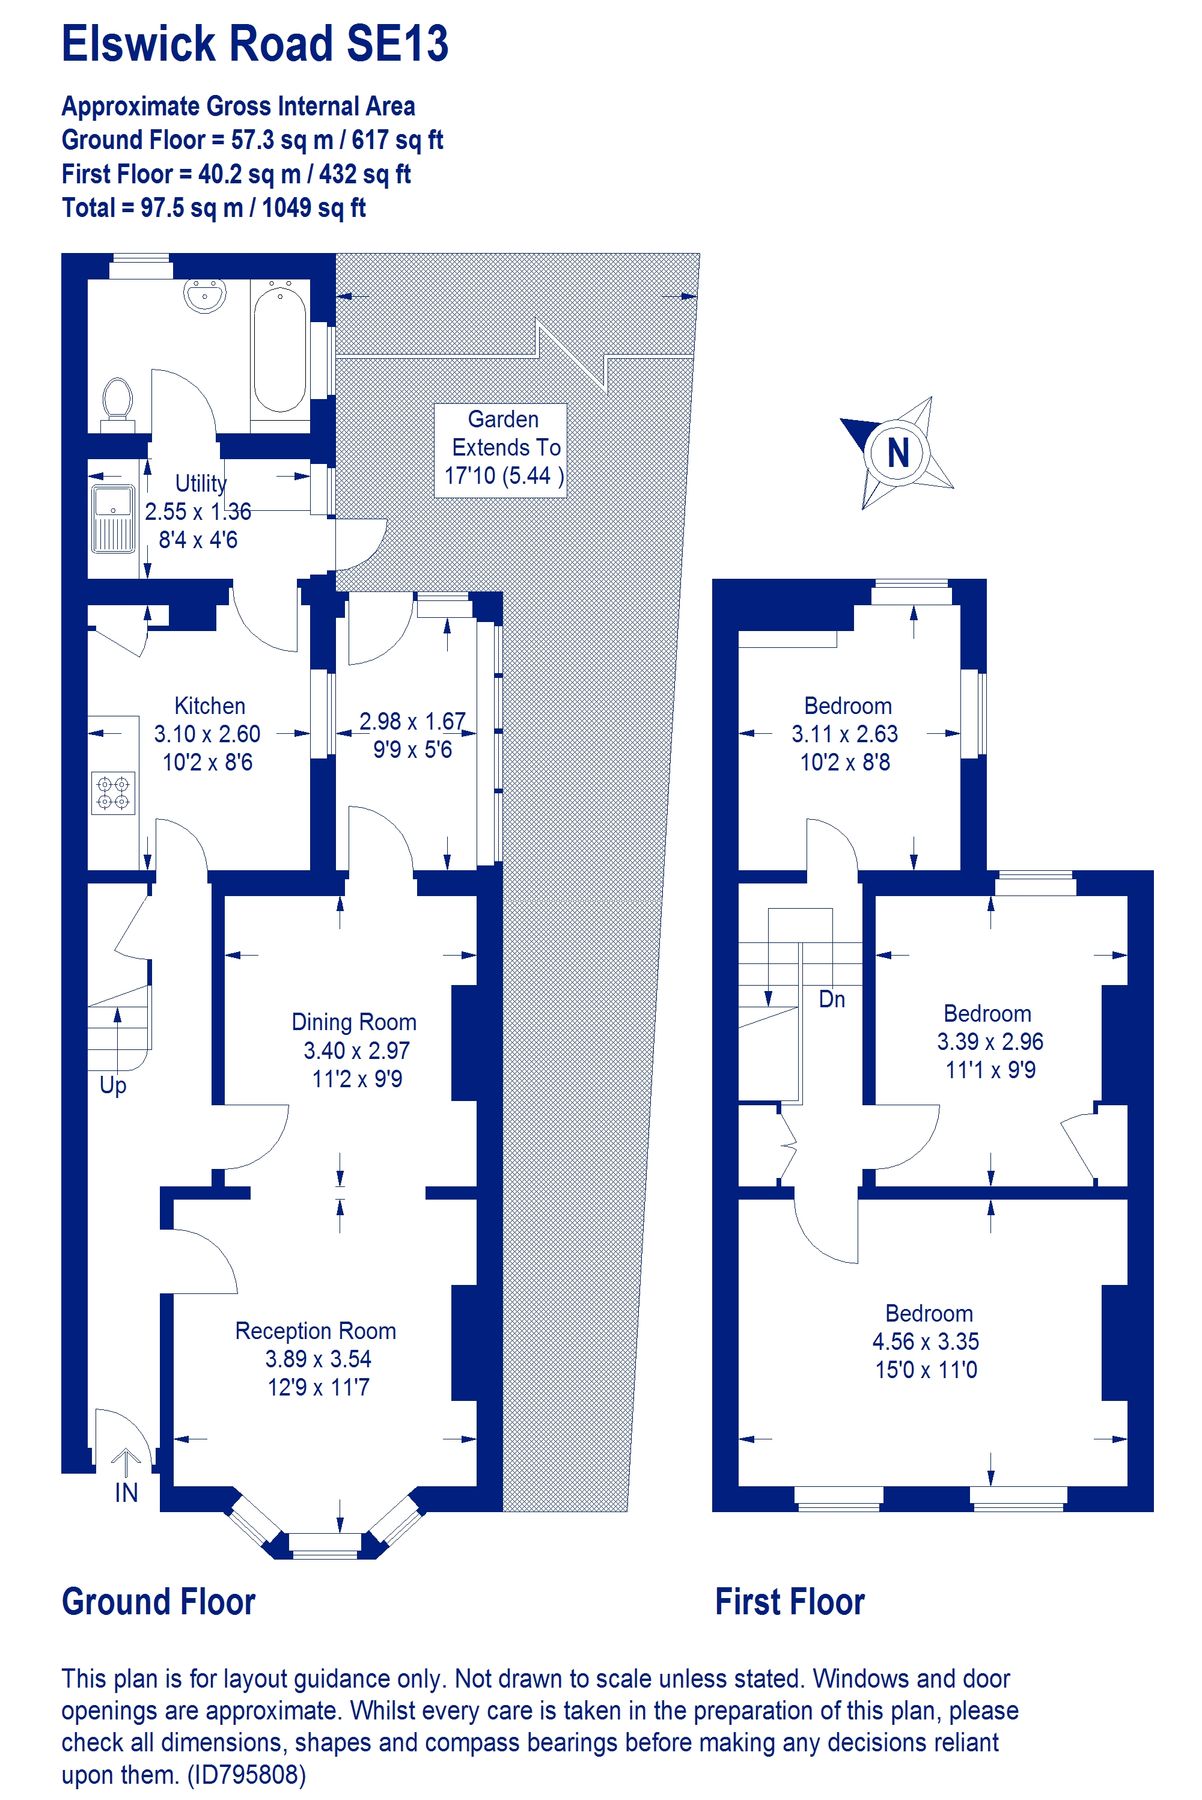 Elswick Road SE13
Approximate Gross Internal Area
Ground Floor = 57.3 sq m / 617 sq ft
First Floor = 40.2 sq m / 432 sq ft
Total = 97.5 sq m / 1049 sq ft
Garden
Extends To
17'10 (5.44 )
N
Utility
2.55 x 1.36
8'4 x 4'6
Kitchen
3.10 x 2.60
10'2 x 8'6
2.98 x 1.67
9'9 x 5'6
Bedroom
3.11 x 2.63
10'2 x 8'8
Dining Room
3.40 x 2.97
11'2 x 9'9
Up
Dn
Bedroom
3.39 x 2.96
11'1 x 9'9
Reception Room
3.89 x 3.54
12'9 x 11'7
Bedroom
4.56 x 3.35
15'0 x 11'0
IN
Ground Floor
First Floor
This plan is for layout guidance only. Not drawn to scale unless stated. Windows and door
openings are approximate. Whilst every care is taken in the preparation of this plan, please
check all dimensions, shapes and compass bearings before making any decisions reliant
upon them. (ID795808)